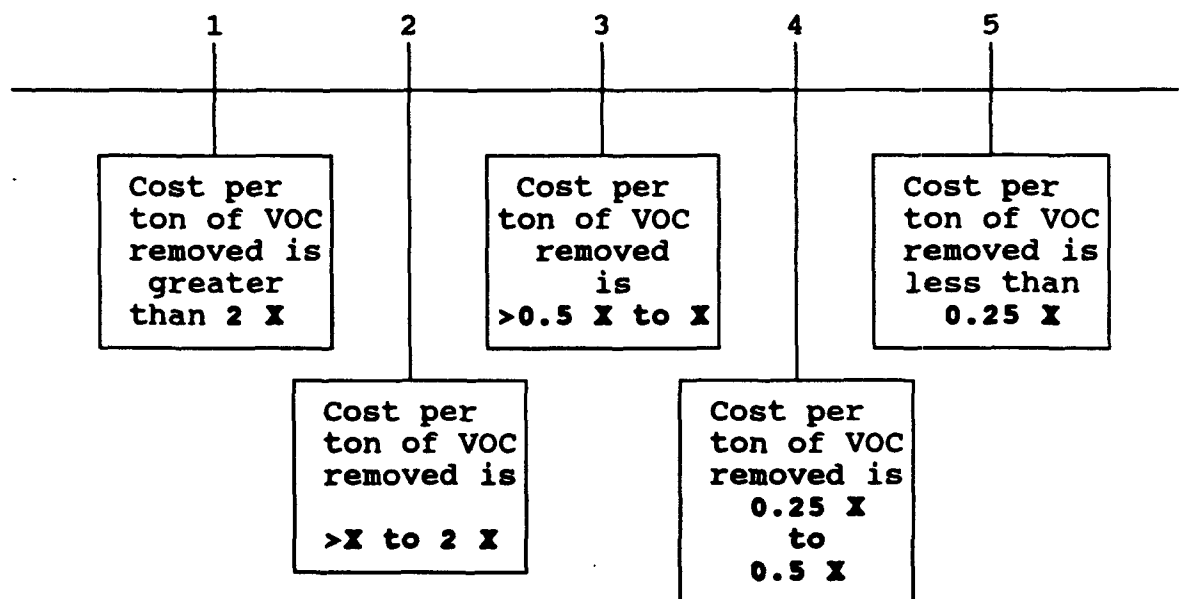 1 2 3 4 5
Cost per
ton of VOC
removed is
greater
than 2 X
Cost per
ton of VOC
removed
is
>0.5 X to X
Cost per
ton of VOC
removed is
less than
0.25 X
Cost per
ton of VOC
removed is
>X to 2 X
Cost per
ton of VOC
removed is
0.25 X
to
0.5 X